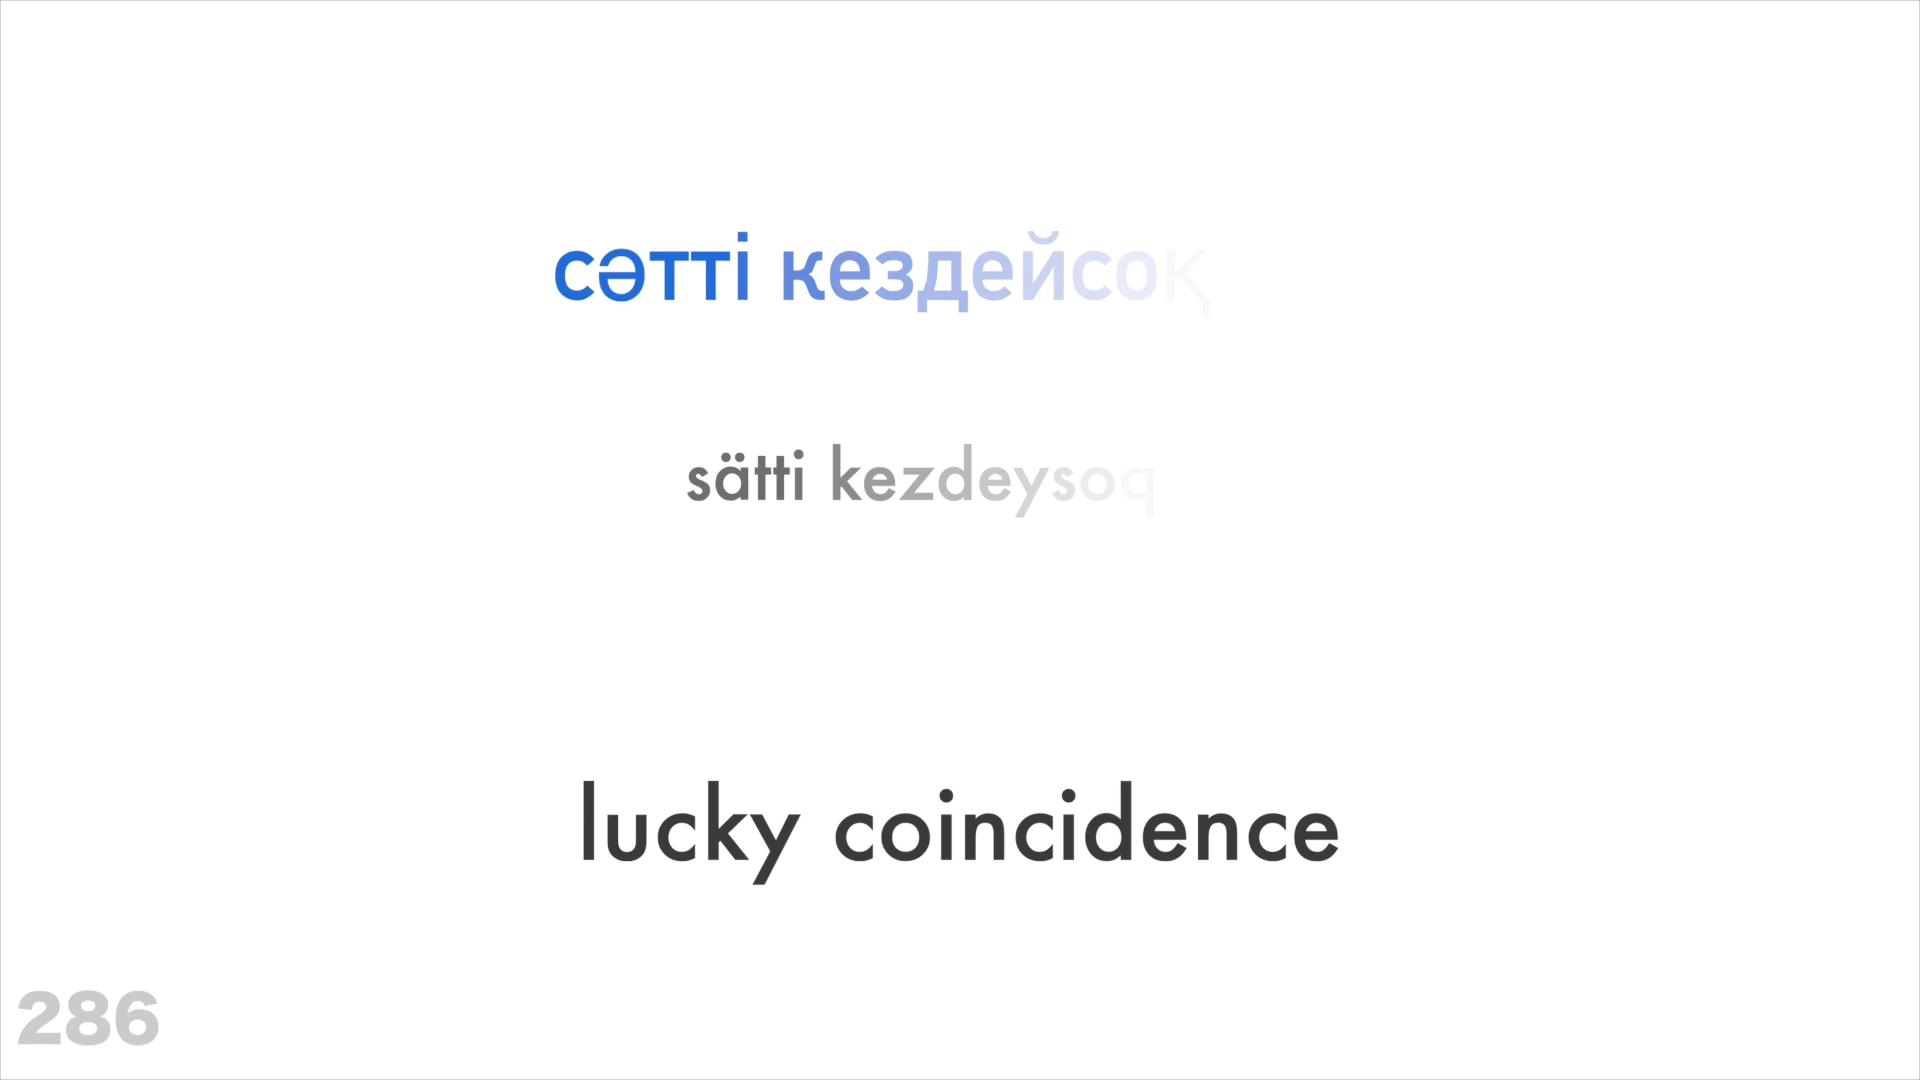 сәтті кездейсоқ
sätti kezdeysoq
lucky coincidence
286